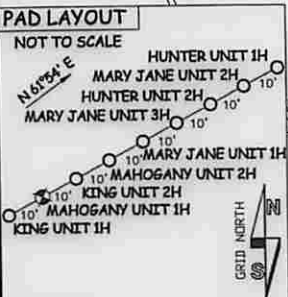 PAD LAYOUT
NOT TO SCALE
HUNTER UNIT 1H
MARY JANE UNIT 2H
N 61°54' E
10'
HUNTER UNIT 2H
10'
MARY JANE UNIT 3H
10'
10'
MARY JANE UNIT 1H
10'
MAHOGANY UNIT 2H
10'
KING UNIT 2H
10'
MAHOGANY UNIT 1H
10'
KING UNIT 1H
GRID NORTH
N
S